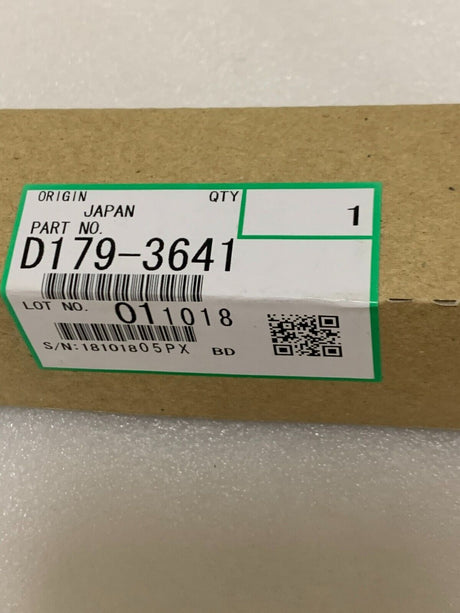 ORIGIN QTY
JAPAN 1
PART NO.
D179-3641
LOT NO. 011018
S/N:18101805PX BD